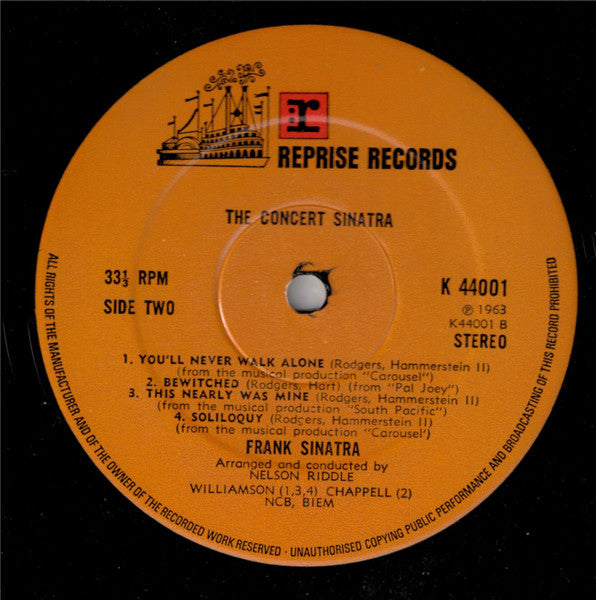 r
REPRISE RECORDS
THE CONCERT SINATRA
33⅓ RPM
SIDE TWO
K 44001
℗ 1963
K44001 B
STEREO
1. YOU'LL NEVER WALK ALONE (Rodgers, Hammerstein II)
(from the musical production "Carousel")
2. BEWITCHED (Rodgers, Hart) (from "Pal Joey")
3. THIS NEARLY WAS MINE (Rodgers, Hammerstein II)
(from the musical production "South Pacific")
4. SOLILOQUY (Rodgers, Hammerstein II)
(from the musical production "Carousel')
FRANK SINATRA
Arranged and conducted by
NELSON RIDDLE
WILLIAMSON (1,3,4) CHAPPELL (2)
NCB, BIEM
ALL RIGHTS OF THE MANUFACTURER AND OF THE OWNER OF THE RECORDED WORK RESERVED · UNAUTHORISED COPYING PUBLIC PERFORMANCE AND BROADCASTING OF THIS RECORD PROHIBITED